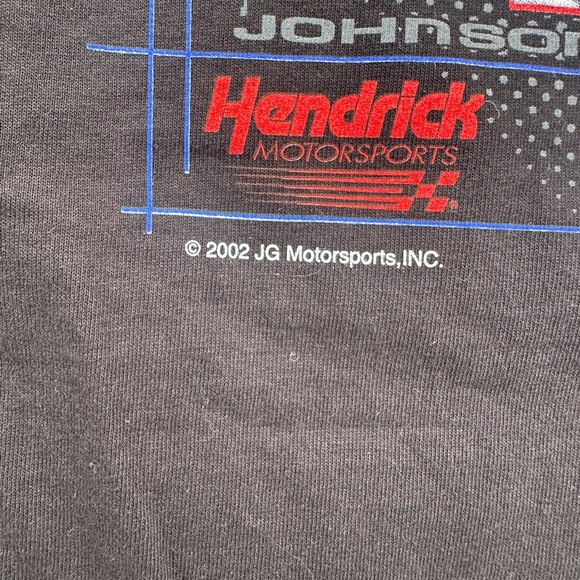 JOHNSON
Hendrick
MOTORSPORTS
®
© 2002 JG Motorsports,INC.